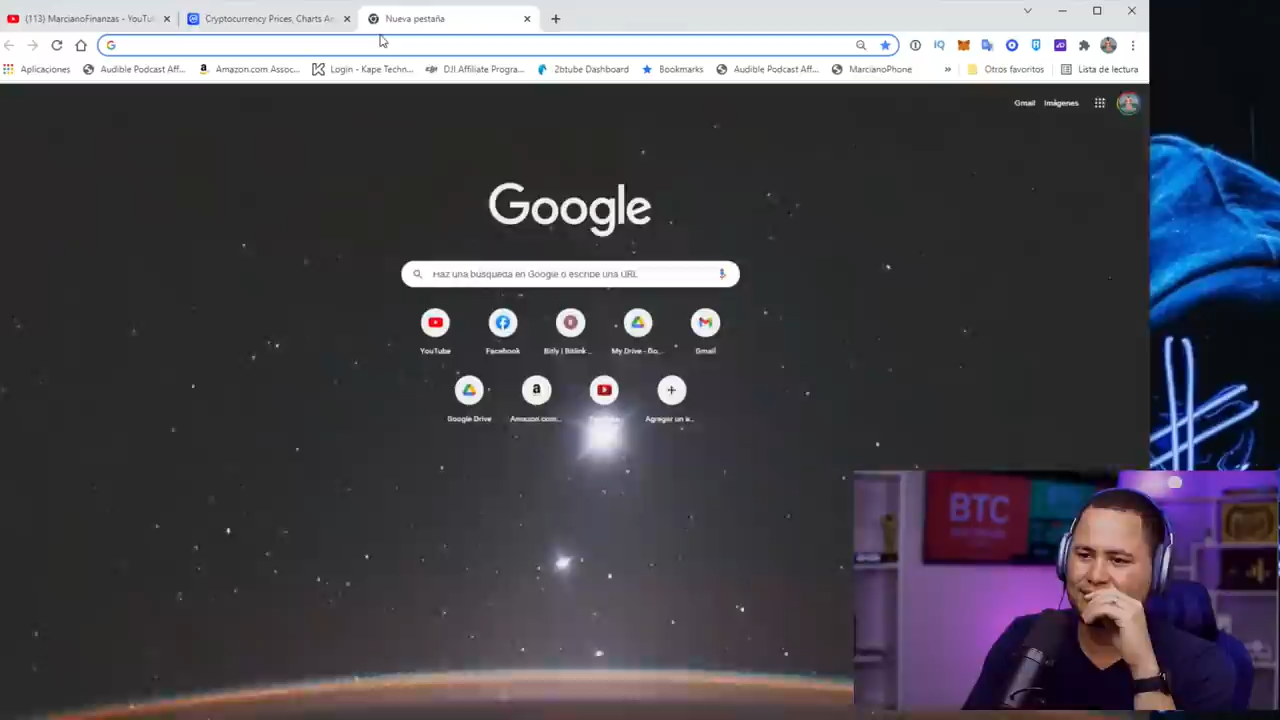 (113) MarcianoFinanzas - YouTu
Cryptocurrency Prices, Charts Ar
Nueva pestaña
Aplicaciones
Audible Podcast Aff...
Amazon.com Assoc...
Login - Kape Techn...
DJI Affiliate Progra...
2btube Dashboard
Bookmarks
Audible Podcast Aff...
MarcianoPhone
»
Otros favoritos
Lista de lectura
Gmail
Imágenes
Google
Haz una búsqueda en Google o escribe una URL
YouTube
Facebook
Bitly | Bitlink ...
My Drive - Go...
Gmail
Google Drive
Amazon.com...
Agregar un a...
BTC